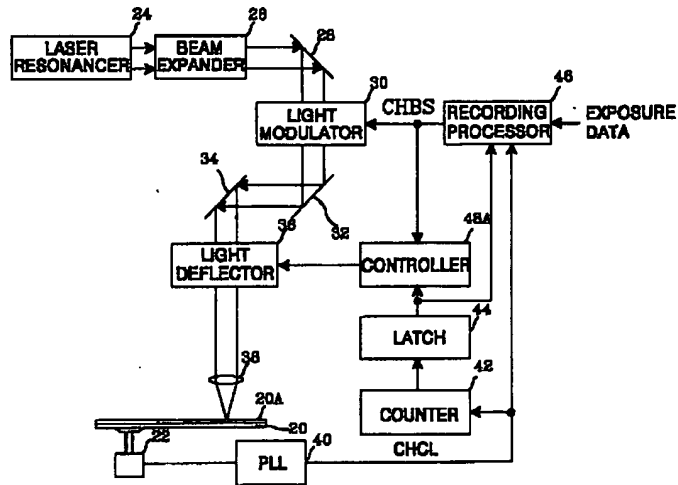 24
LASER
RESONANCER
26
BEAM
EXPANDER
28
30
LIGHT
MODULATOR
CHBS
46
RECORDING
PROCESSOR
EXPOSURE
DATA
34
32
36
LIGHT
DEFLECTOR
48A
CONTROLLER
44
LATCH
42
COUNTER
38
20A
20
22
40
PLL
CHCL